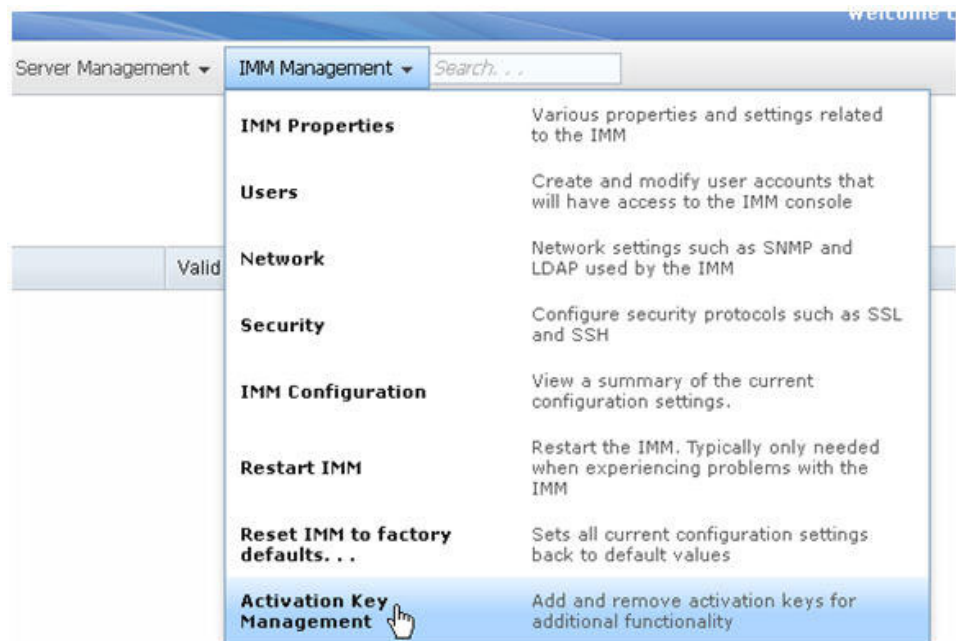 Welcome
Server Management
IMM Management
Search. . .
Valid
IMM Properties
Various properties and settings related
to the IMM
Users
Create and modify user accounts that
will have access to the IMM console
Network
Network settings such as SNMP and
LDAP used by the IMM
Security
Configure security protocols such as SSL
and SSH
IMM Configuration
View a summary of the current
configuration settings.
Restart IMM
Restart the IMM. Typically only needed
when experiencing problems with the
IMM
Reset IMM to factory
defaults. . .
Sets all current configuration settings
back to default values
Activation Key
Management
Add and remove activation keys for
additional functionality